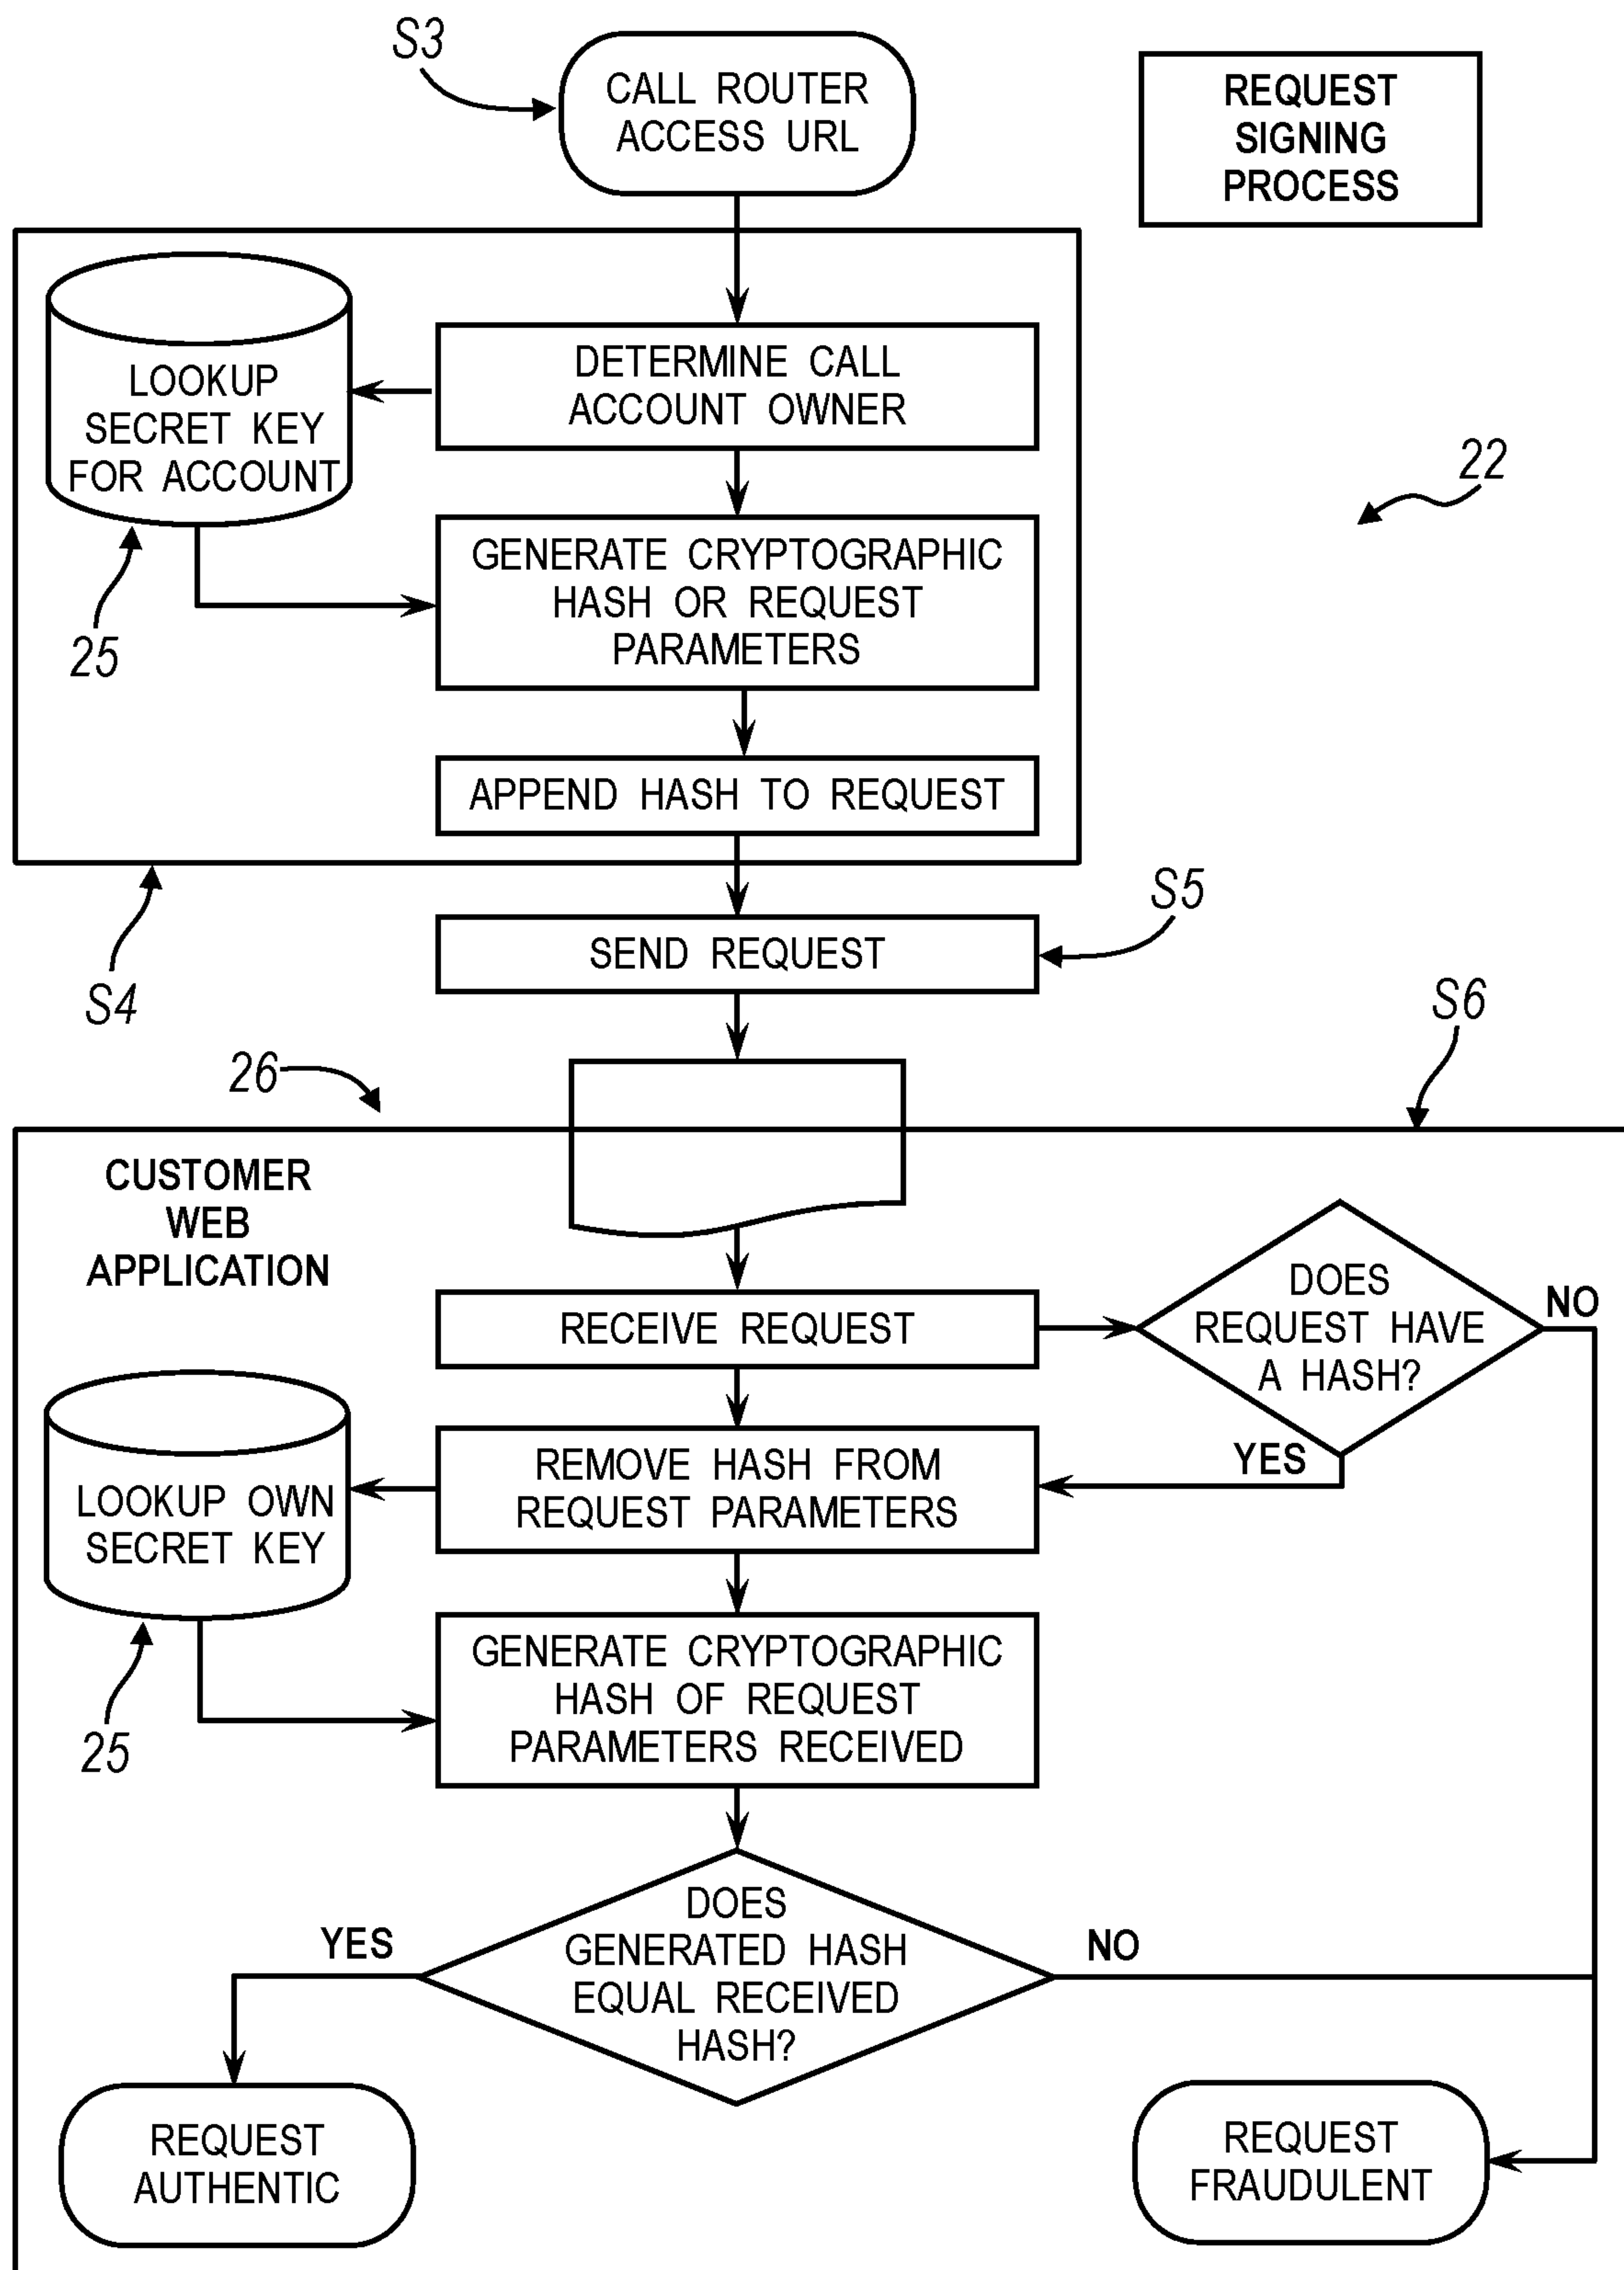 S3
CALL ROUTER
ACCESS URL
REQUEST
SIGNING
PROCESS
LOOKUP
SECRET KEY
FOR ACCOUNT
DETERMINE CALL
ACCOUNT OWNER
22
GENERATE CRYPTOGRAPHIC
HASH OR REQUEST
PARAMETERS
25
APPEND HASH TO REQUEST
S4
SEND REQUEST
S5
S6
26
CUSTOMER
WEB
APPLICATION
RECEIVE REQUEST
DOES
REQUEST HAVE
A HASH?
NO
YES
REMOVE HASH FROM
REQUEST PARAMETERS
LOOKUP OWN
SECRET KEY
25
GENERATE CRYPTOGRAPHIC
HASH OF REQUEST
PARAMETERS RECEIVED
DOES
GENERATED HASH
EQUAL RECEIVED
HASH?
YES
NO
REQUEST
AUTHENTIC
REQUEST
FRAUDULENT